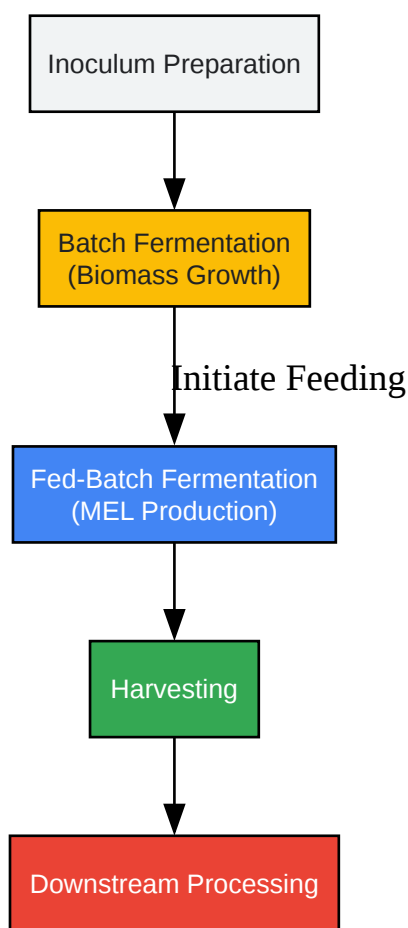 Inoculum Preparation
Batch Fermentation
(Biomass Growth)
Initiate Feeding
Fed-Batch Fermentation
(MEL Production)
Harvesting
Downstream Processing